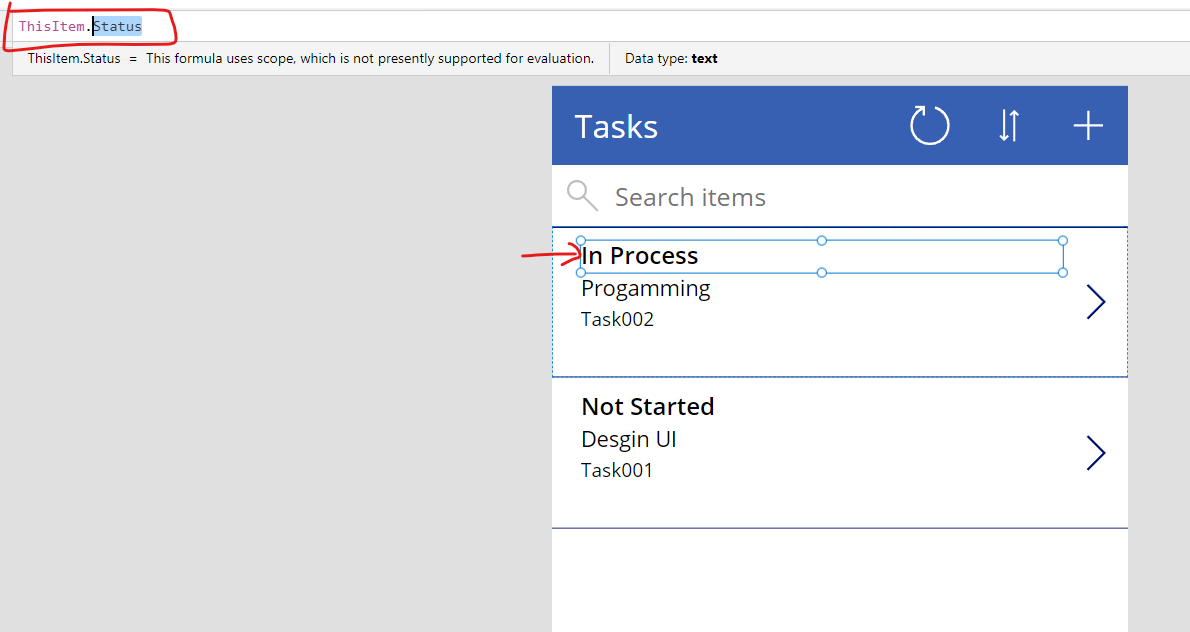 ThisItem.Status
ThisItem.Status = This formula uses scope, which is not presently supported for evaluation. Data type: text
Tasks
Search items
In Process
Progamming
Task002
Not Started
Desgin UI
Task001